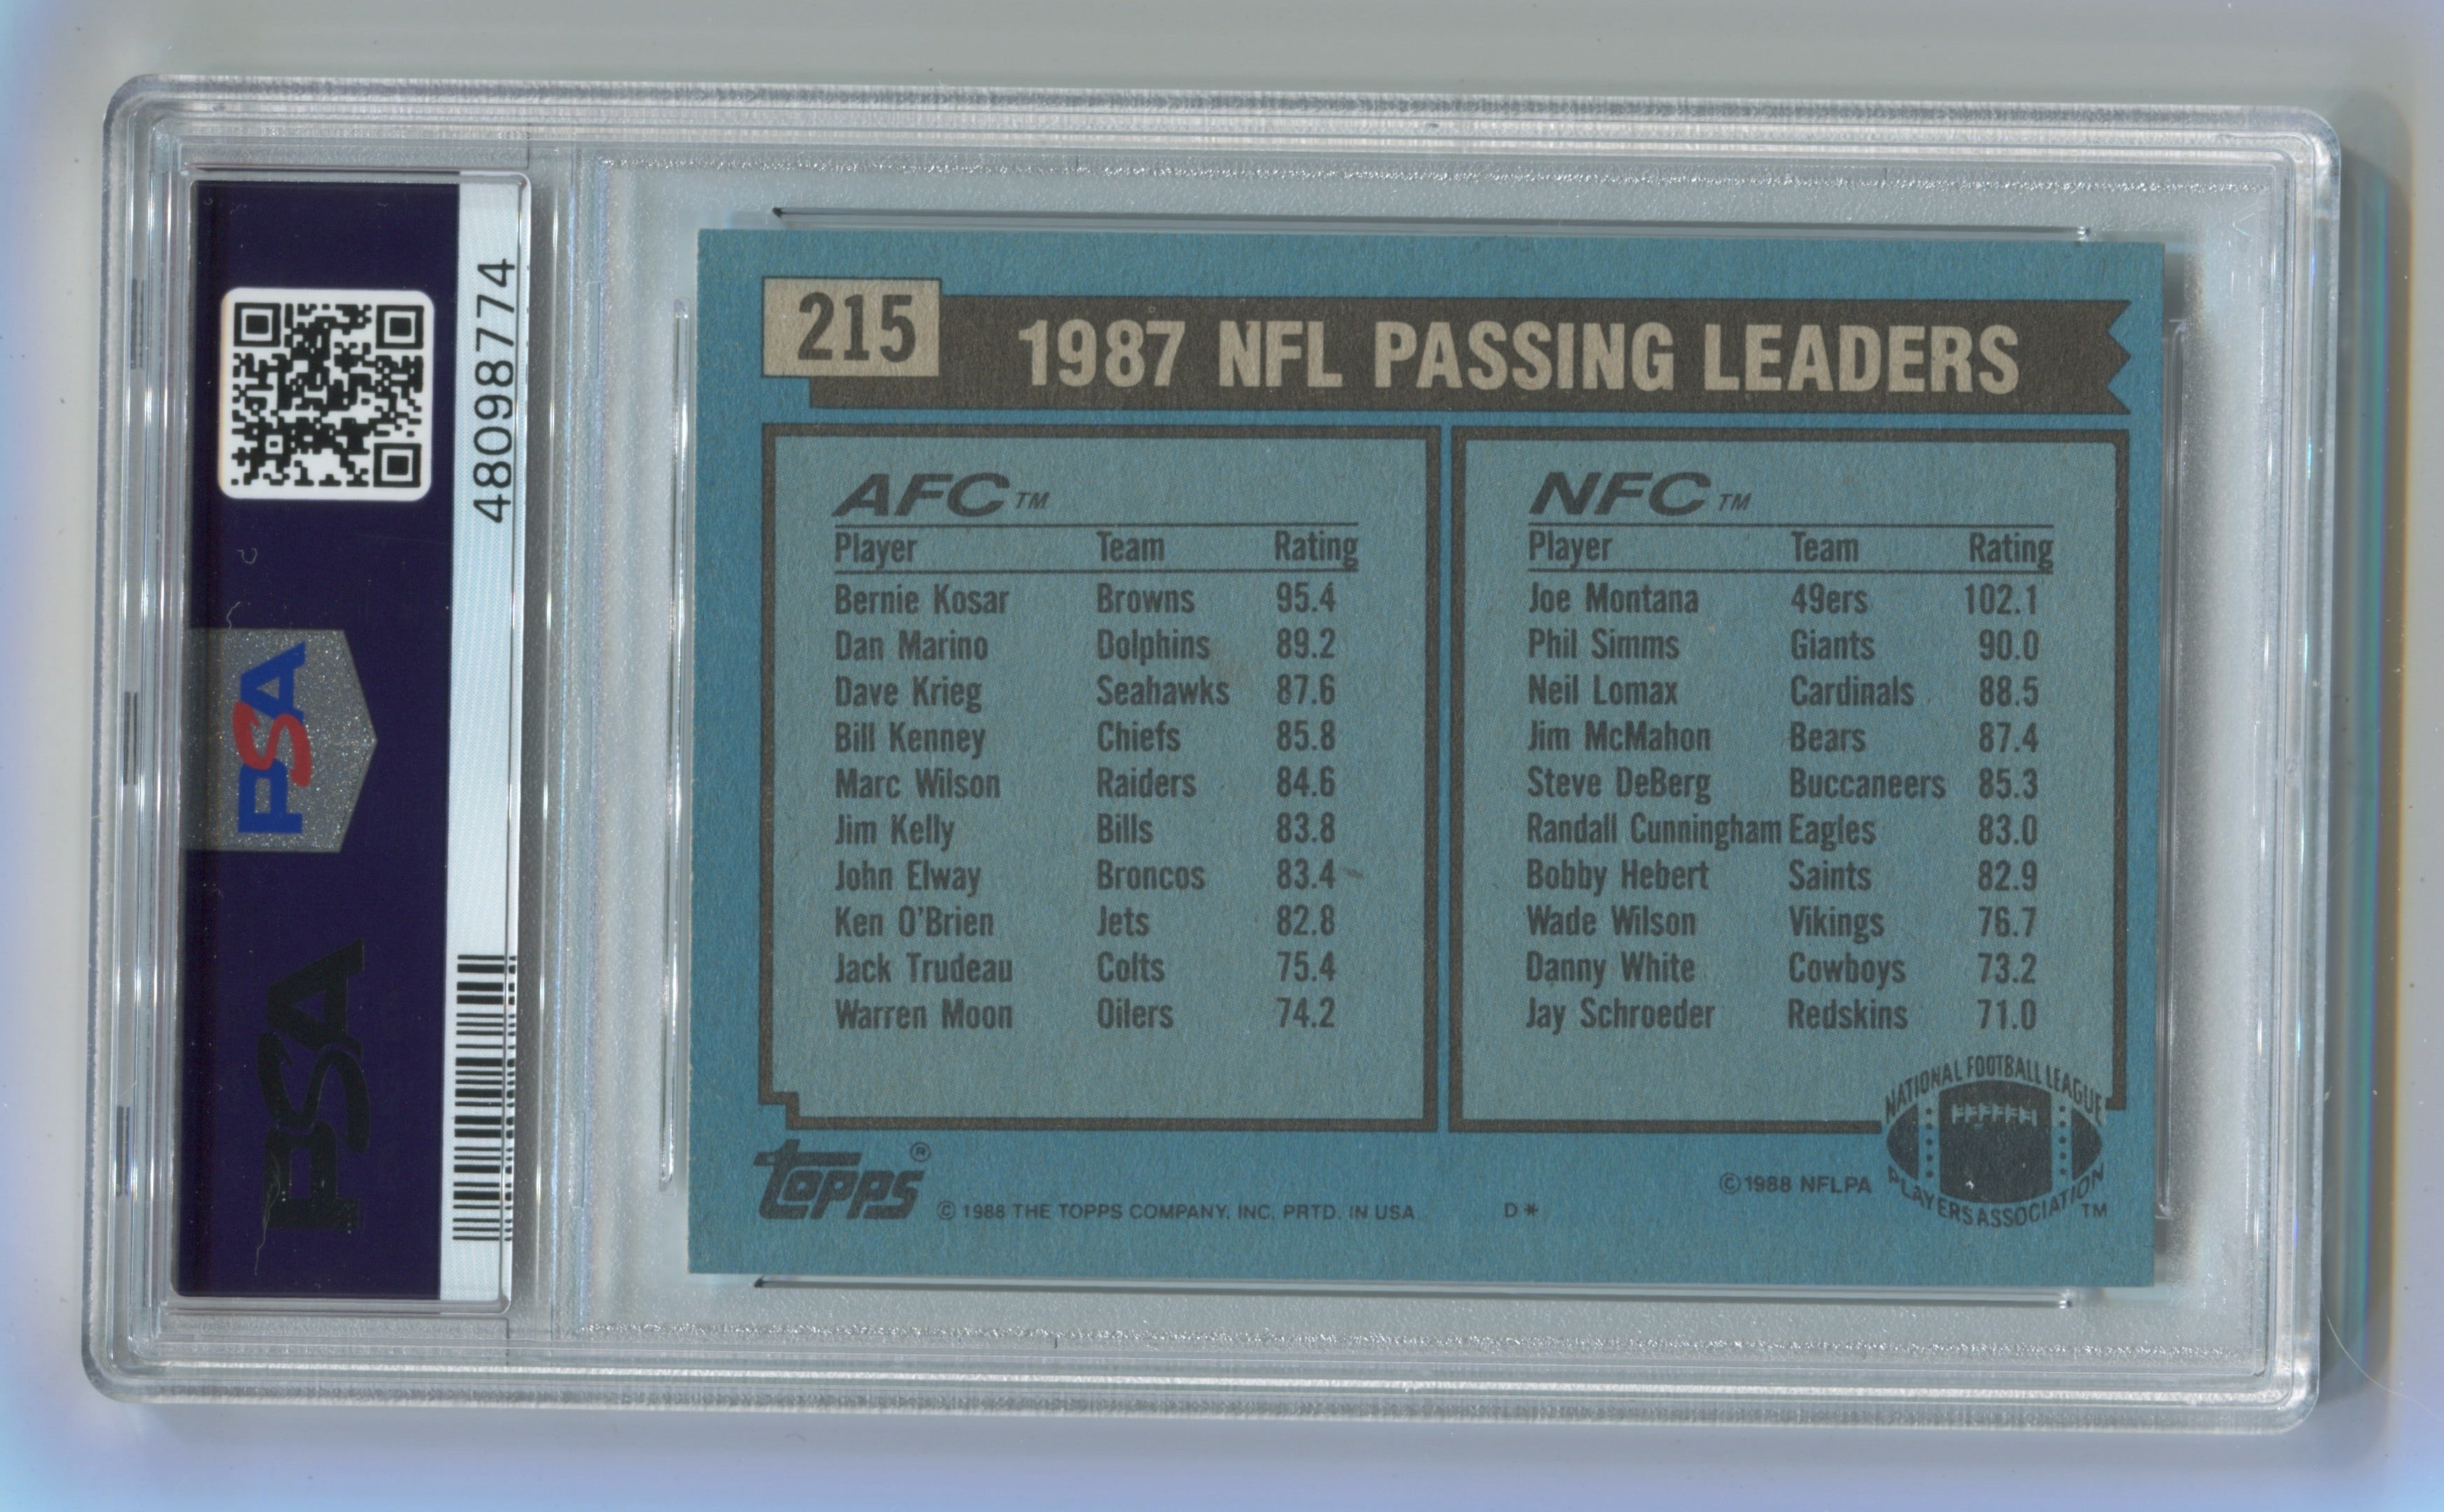 48098774
PSA
PSA
215
1987 NFL PASSING LEADERS
AFC TM
Player Team Rating
Bernie Kosar Browns 95.4
Dan Marino Dolphins 89.2
Dave Krieg Seahawks 87.6
Bill Kenney Chiefs 85.8
Marc Wilson Raiders 84.6
Jim Kelly Bills 83.8
John Elway Broncos 83.4
Ken O'Brien Jets 82.8
Jack Trudeau Colts 75.4
Warren Moon Oilers 74.2
NFC TM
Player Team Rating
Joe Montana 49ers 102.1
Phil Simms Giants 90.0
Neil Lomax Cardinals 88.5
Jim McMahon Bears 87.4
Steve DeBerg Buccaneers 85.3
Randall Cunningham Eagles 83.0
Bobby Hebert Saints 82.9
Wade Wilson Vikings 76.7
Danny White Cowboys 73.2
Jay Schroeder Redskins 71.0
topps®
© 1988 THE TOPPS COMPANY, INC. PRTD. IN USA
D*
©1988 NFLPA
NATIONAL FOOTBALL LEAGUE
PLAYERS ASSOCIATION TM